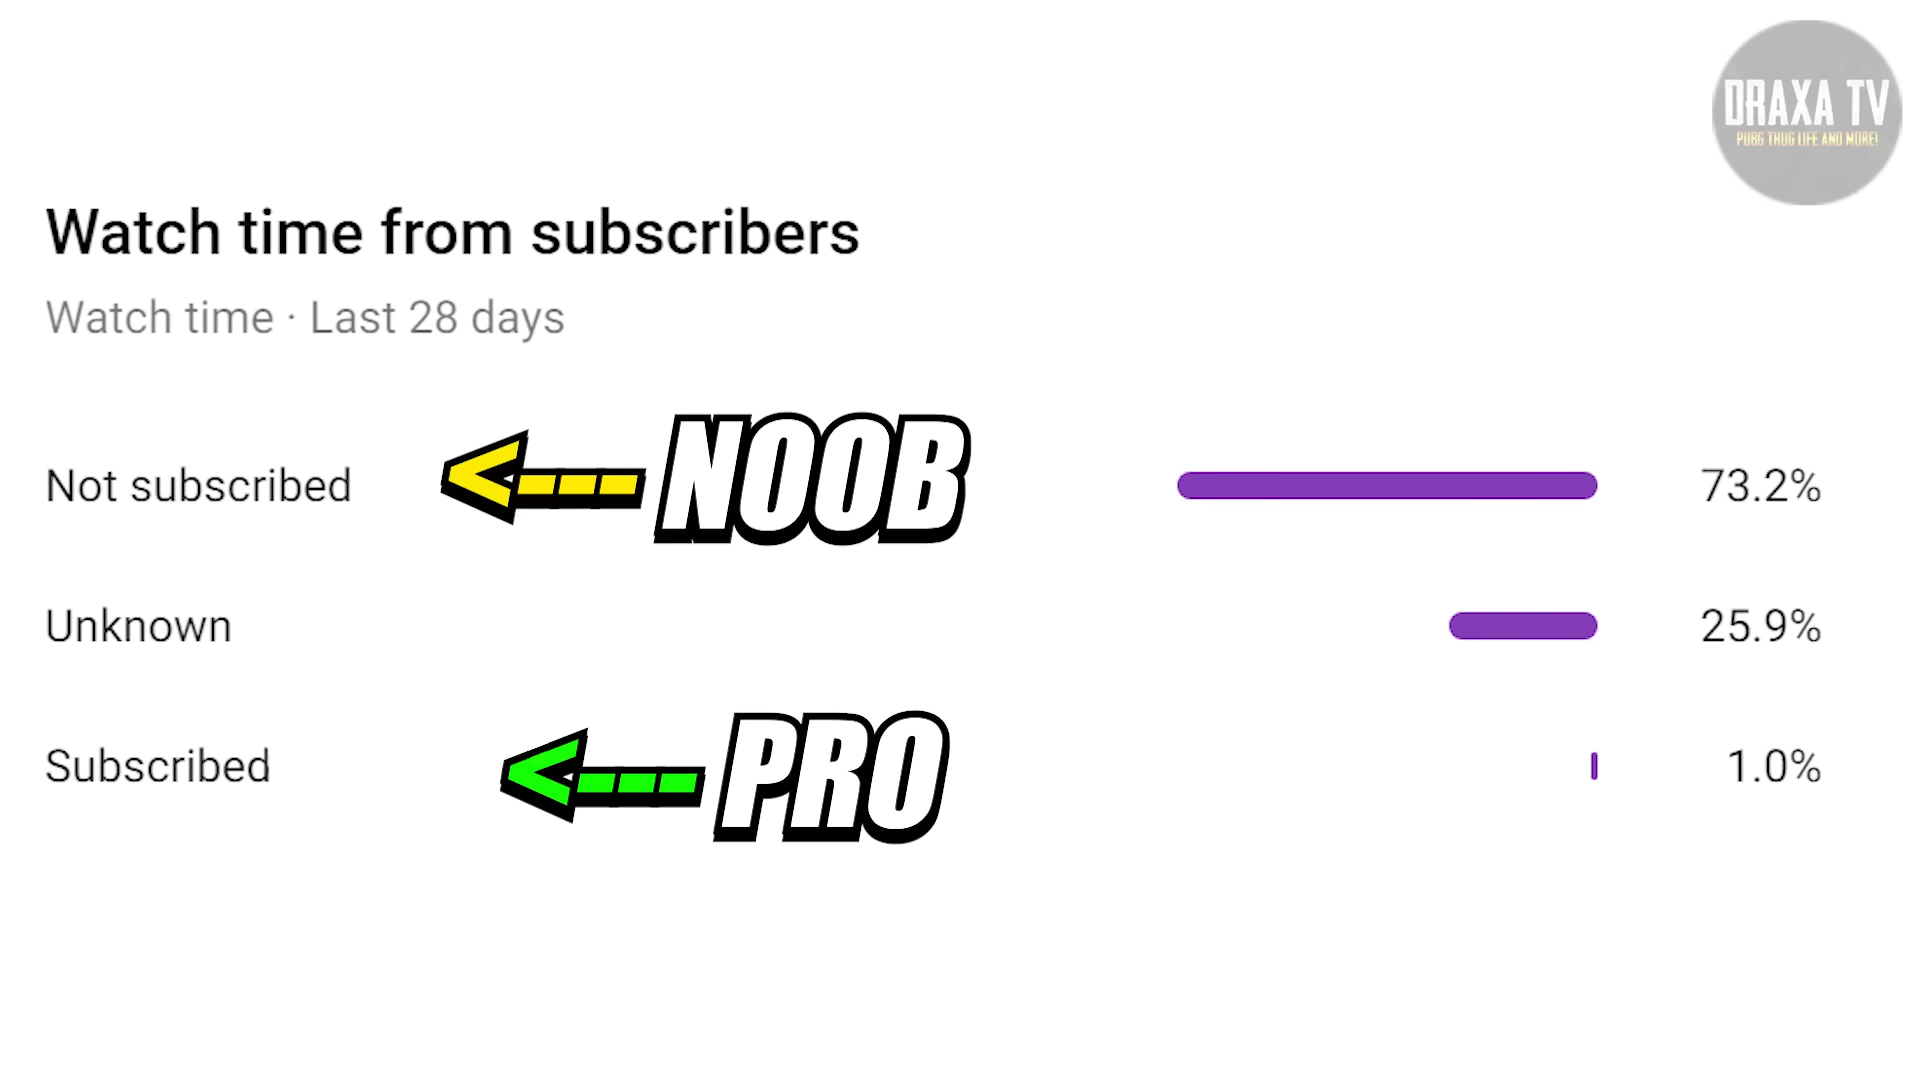 DRAXA TV
PUBG THUG LIFE AND MORE!
Watch time from subscribers
Watch time · Last 28 days
Not subscribed NOOB 73.2%
Unknown 25.9%
Subscribed PRO 1.0%